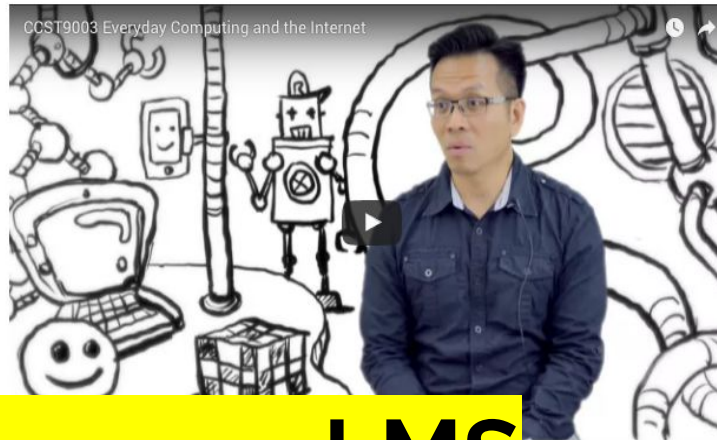 CCST9003 Everyday Computing and the Internet
LMS